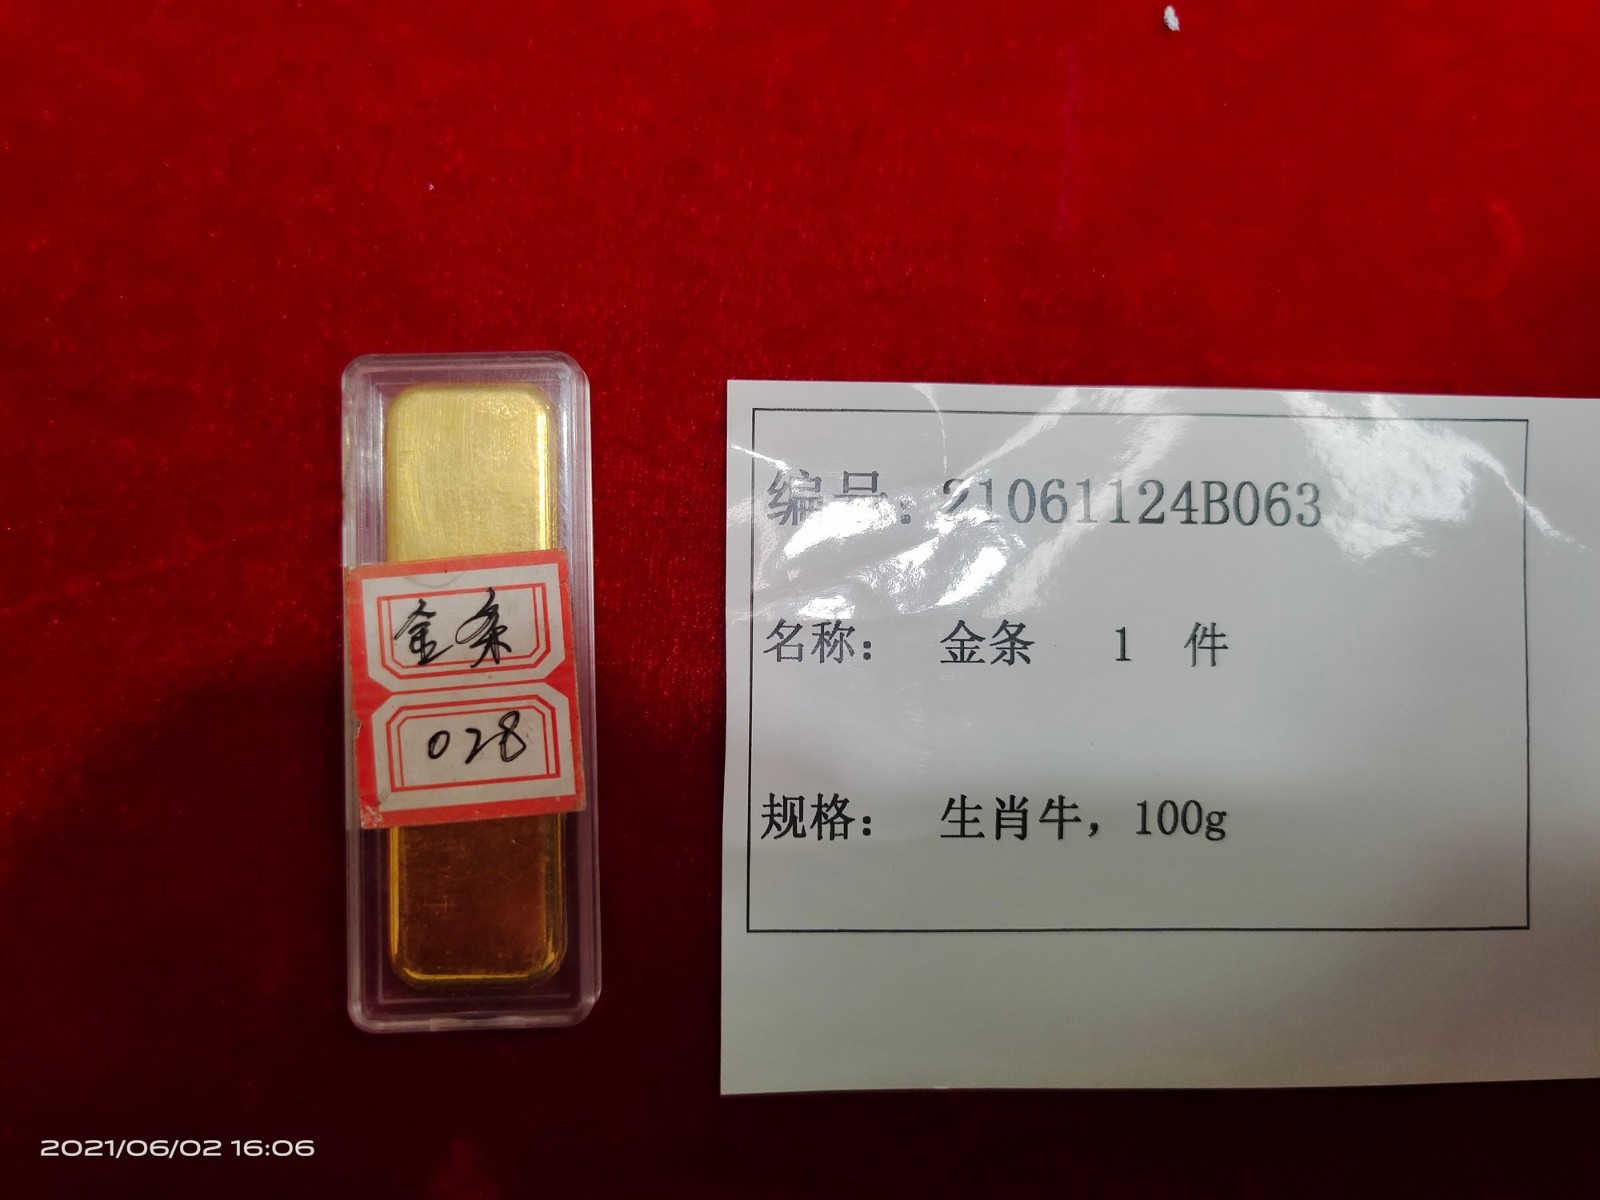 金条
028
编号：21061124B063
名称： 金条 1 件
规格： 生肖牛，100g
2021/06/02 16:06